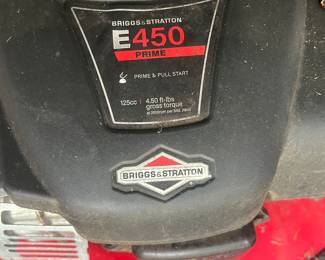 BRIGGS&STRATTON
E450
PRIME
PRIME & PULL START
125cc | 4.50 ft-lbs
gross torque
BRIGGS&STRATTON